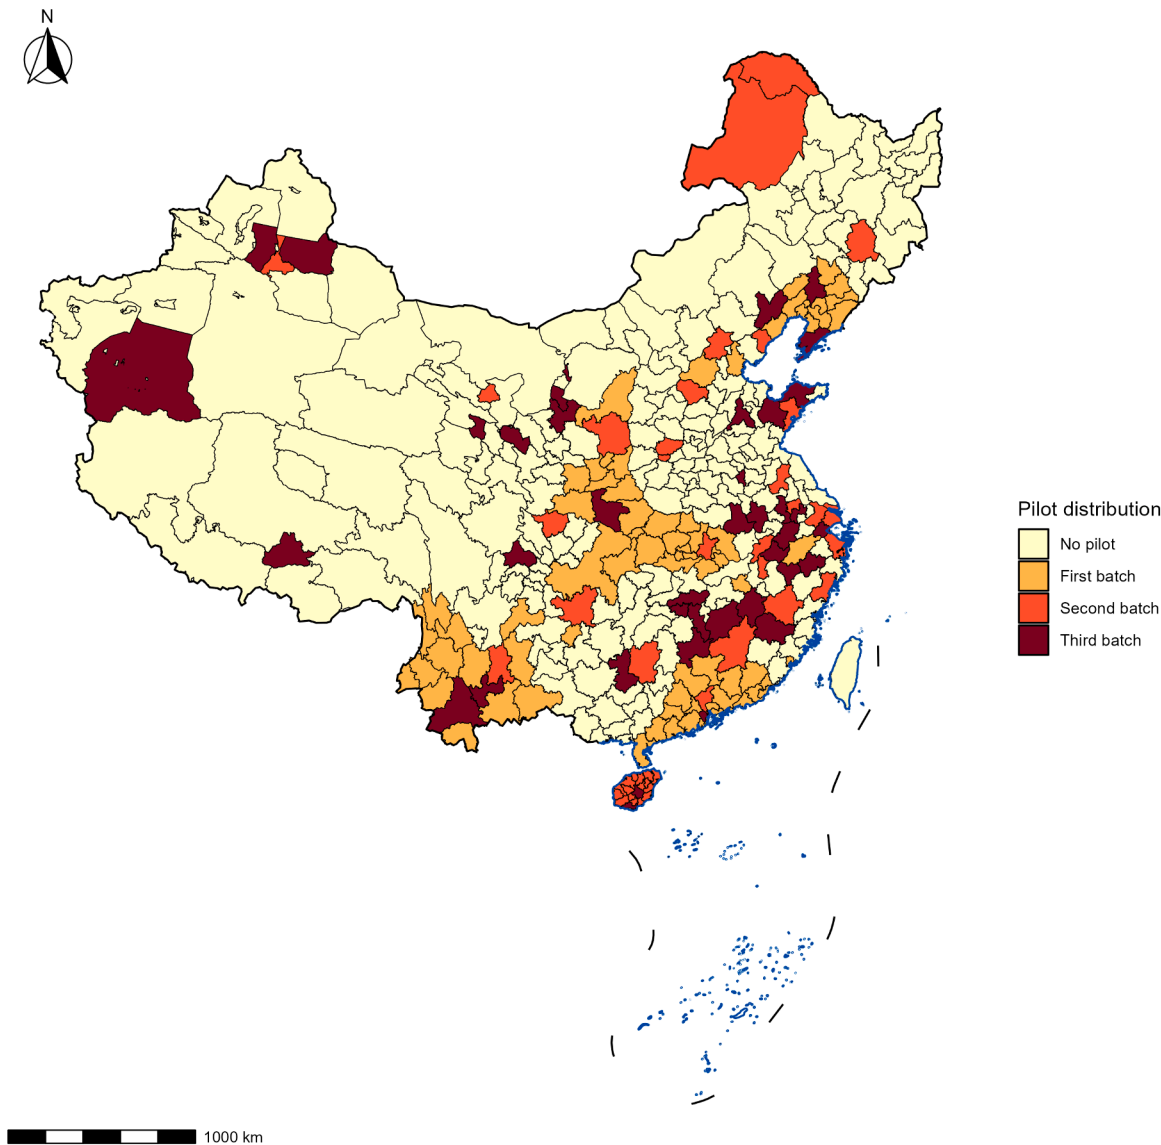 N
Pilot distribution
No pilot
First batch
Second batch
Third batch
1000 km